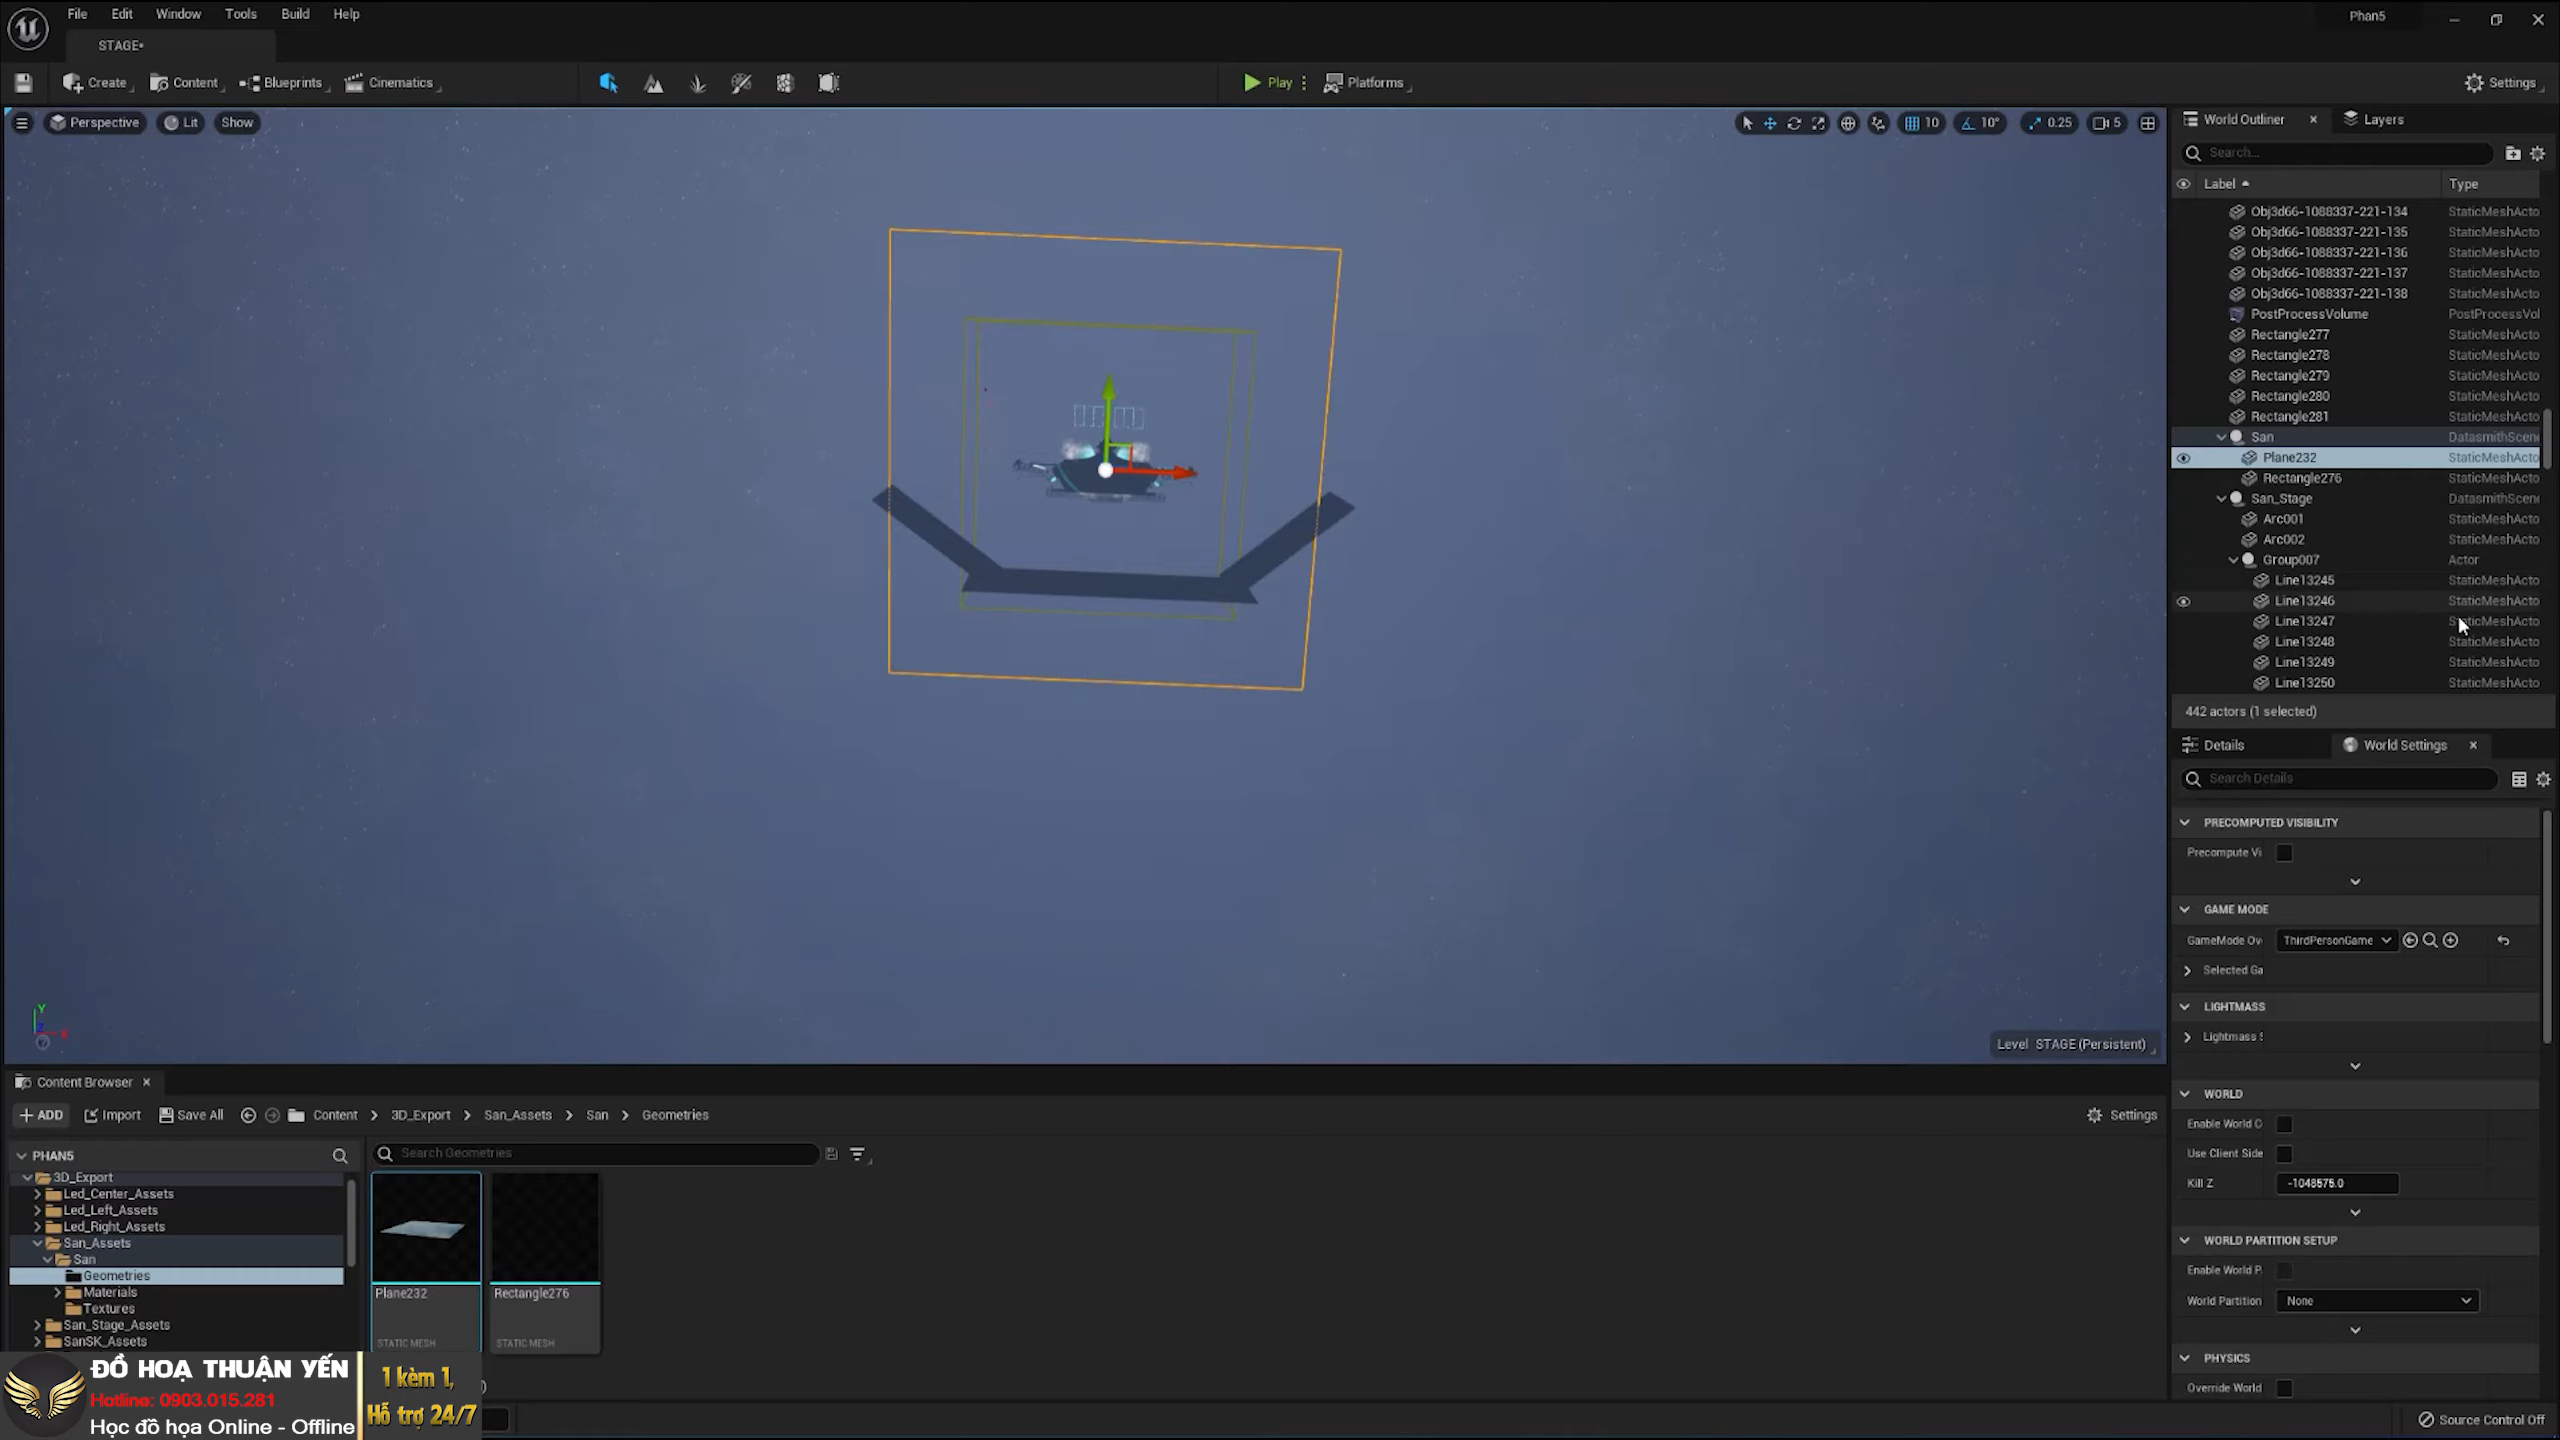 File Edit Window Tools Build Help
Phan5
STAGE•
Create Content Blueprints Cinematics
Play Platforms
Settings
Perspective Lit Show
10 10° 0.25 5
World Outliner Layers
Search...
Label Type
Obj3d66-1088337-221-134 StaticMeshActo
Obj3d66-1088337-221-135 StaticMeshActo
Obj3d66-1088337-221-136 StaticMeshActo
Obj3d66-1088337-221-137 StaticMeshActo
Obj3d66-1088337-221-138 StaticMeshActo
PostProcessVolume PostProcessVol
Rectangle277 StaticMeshActo
Rectangle278 StaticMeshActo
Rectangle279 StaticMeshActo
Rectangle280 StaticMeshActo
Rectangle281 StaticMeshActo
San DatasmithScene
Plane232 StaticMeshActo
Rectangle276 StaticMeshActo
San_Stage DatasmithScene
Arc001 StaticMeshActo
Arc002 StaticMeshActo
Group007 Actor
Line13245 StaticMeshActo
Line13246 StaticMeshActo
Line13247 StaticMeshActo
Line13248 StaticMeshActo
Line13249 StaticMeshActo
Line13250 StaticMeshActo
442 actors (1 selected)
Details World Settings
Search Details
PRECOMPUTED VISIBILITY
Precompute Vi
GAME MODE
GameMode Ov ThirdPersonGame
Selected Ga
LIGHTMASS
Lightmass S
WORLD
Enable World C
Use Client Side
Kill Z -1048575.0
WORLD PARTITION SETUP
Enable World P
World Partition None
PHYSICS
Override World
Source Control Off
Y
Level STAGE (Persistent)
Content Browser
ADD Import Save All Content > 3D_Export > San_Assets > San > Geometries
Settings
PHAN5
Search Geometries
3D_Export
Led_Center_Assets
Led_Left_Assets
Led_Right_Assets
San_Assets
San
Geometries
Materials
Textures
San_Stage_Assets
SanSK_Assets
Plane232
STATIC MESH
Rectangle276
STATIC MESH
ĐỒ HOẠ THUẬN YẾN
Hotline: 0903.015.281
Học đồ họa Online - Offline
1 kèm 1,
Hỗ trợ 24/7